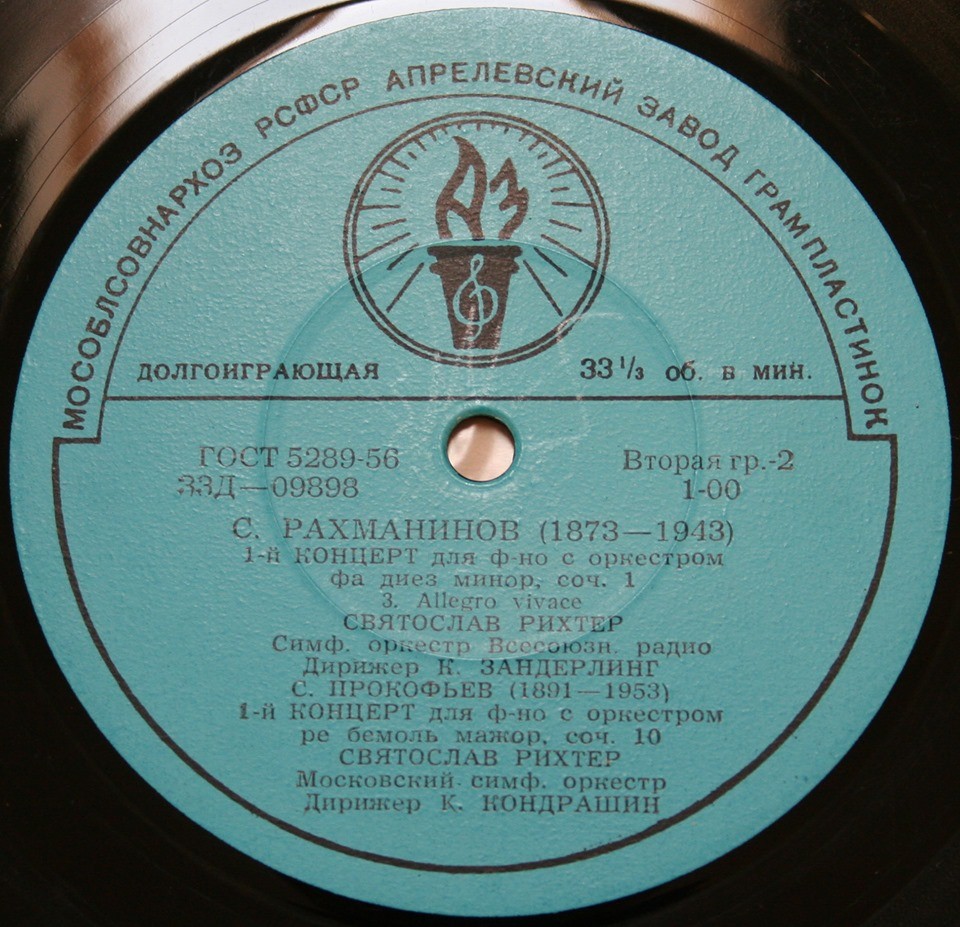 МОСОБЛСОВНАРХОЗ РСФСР АПРЕЛЕВСКИЙ ЗАВОД ГРАМПЛАСТИНОК
АЗ
ДОЛГОИГРАЮЩАЯ 33 1/3 об. в мин.
ГОСТ 5289-56 Вторая гр.-2
33Д—09898 1-00
С. РАХМАНИНОВ (1873—1943)
1-й КОНЦЕРТ для ф-но с оркестром
фа диез минор, соч. 1
3. Allegro vivace
СВЯТОСЛАВ РИХТЕР
Симф. оркестр Всесоюзн. радио
Дирижер К. ЗАНДЕРЛИНГ
С. ПРОКОФЬЕВ (1891—1953)
1-й КОНЦЕРТ для ф-но с оркестром
ре бемоль мажор, соч. 10
СВЯТОСЛАВ РИХТЕР
Московский симф. оркестр
Дирижер К. КОНДРАШИН